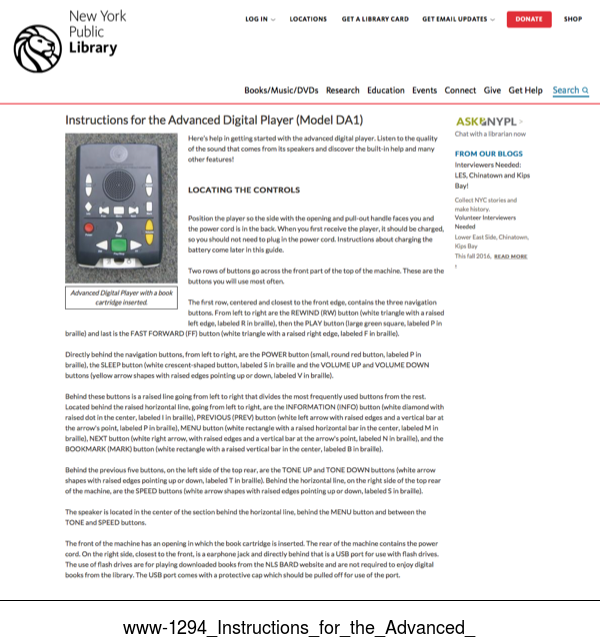 New York
Public
Library
LOG IN
LOCATIONS
GET A LIBRARY CARD
GET EMAIL UPDATES
DONATE
SHOP
Books/Music/DVDs Research Education Events Connect Give Get Help Search
Instructions for the Advanced Digital Player (Model DA1)
Here's help in getting started with the advanced digital player. Listen to the quality
of the sound that comes from its speakers and discover the built-in help and many
other features!
LOCATING THE CONTROLS
Position the player so the side with the opening and pull-out handle faces you and
the power cord is in the back. When you first receive the player, it should be charged,
so you should not need to plug in the power cord. Instructions about charging the
battery come later in this guide.
Two rows of buttons go across the front part of the top of the machine. These are the
buttons you will use most often.
Advanced Digital Player with a book
cartridge inserted.
The first row, centered and closest to the front edge, contains the three navigation
buttons. From left to right are the REWIND (RW) button (white triangle with a raised
left edge, labeled R in braille), then the PLAY button (large green square, labeled P in
braille) and last is the FAST FORWARD (FF) button (white triangle with a raised right edge, labeled F in braille).
Directly behind the navigation buttons, from left to right, are the POWER button (small, round red button, labeled P in
braille), the SLEEP button (white crescent-shaped button, labeled S in braille and the VOLUME UP and VOLUME DOWN
buttons (yellow arrow shapes with raised edges pointing up or down, labeled V in braille).
Behind these buttons is a raised line going from left to right that divides the most frequently used buttons from the rest.
Located behind the raised horizontal line, going from left to right, are the INFORMATION (INFO) button (white diamond with
raised dot in the center, labeled I in braille), PREVIOUS (PREV) button (white left arrow with raised edges and a vertical bar at
the arrow's point, labeled P in braille), MENU button (white rectangle with a raised horizontal bar in the center, labeled M in
braille), NEXT button (white right arrow, with raised edges and a vertical bar at the arrow's point, labeled N in braille), and the
BOOKMARK (MARK) button (white rectangle with a raised vertical bar in the center, labeled B in braille).
Behind the previous five buttons, on the left side of the top rear, are the TONE UP and TONE DOWN buttons (white arrow
shapes with raised edges pointing up or down, labeled T in braille). Behind the horizontal line, on the right side of the top rear
of the machine, are the SPEED buttons (white arrow shapes with raised edges pointing up or down, labeled S in braille).
The speaker is located in the center of the section behind the horizontal line, behind the MENU button and between the
TONE and SPEED buttons.
The front of the machine has an opening in which the book cartridge is inserted. The rear of the machine contains the power
cord. On the right side, closest to the front, is a earphone jack and directly behind that is a USB port for use with flash drives.
The use of flash drives are for playing downloaded books from the NLS BARD website and are not required to enjoy digital
books from the library. The USB port comes with a protective cap which should be pulled off for use of the port.
ASK NYPL
Chat with a librarian now
FROM OUR BLOGS
Interviewers Needed:
LES, Chinatown and Kips
Bay!
Collect NYC stories and
make history.
Volunteer Interviewers
Needed
Lower East Side, Chinatown,
Kips Bay
This fall 2016. READ MORE
www-1294_Instructions_for_the_Advanced_